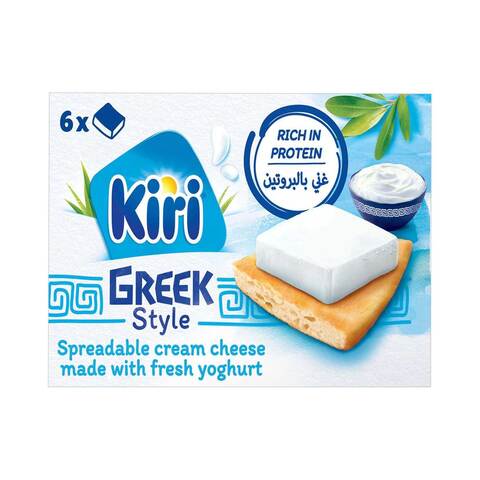 6x
Kiri
RICH IN
PROTEIN
غني بالبروتين
GREEK
Style
Spreadable cream cheese
made with fresh yoghurt